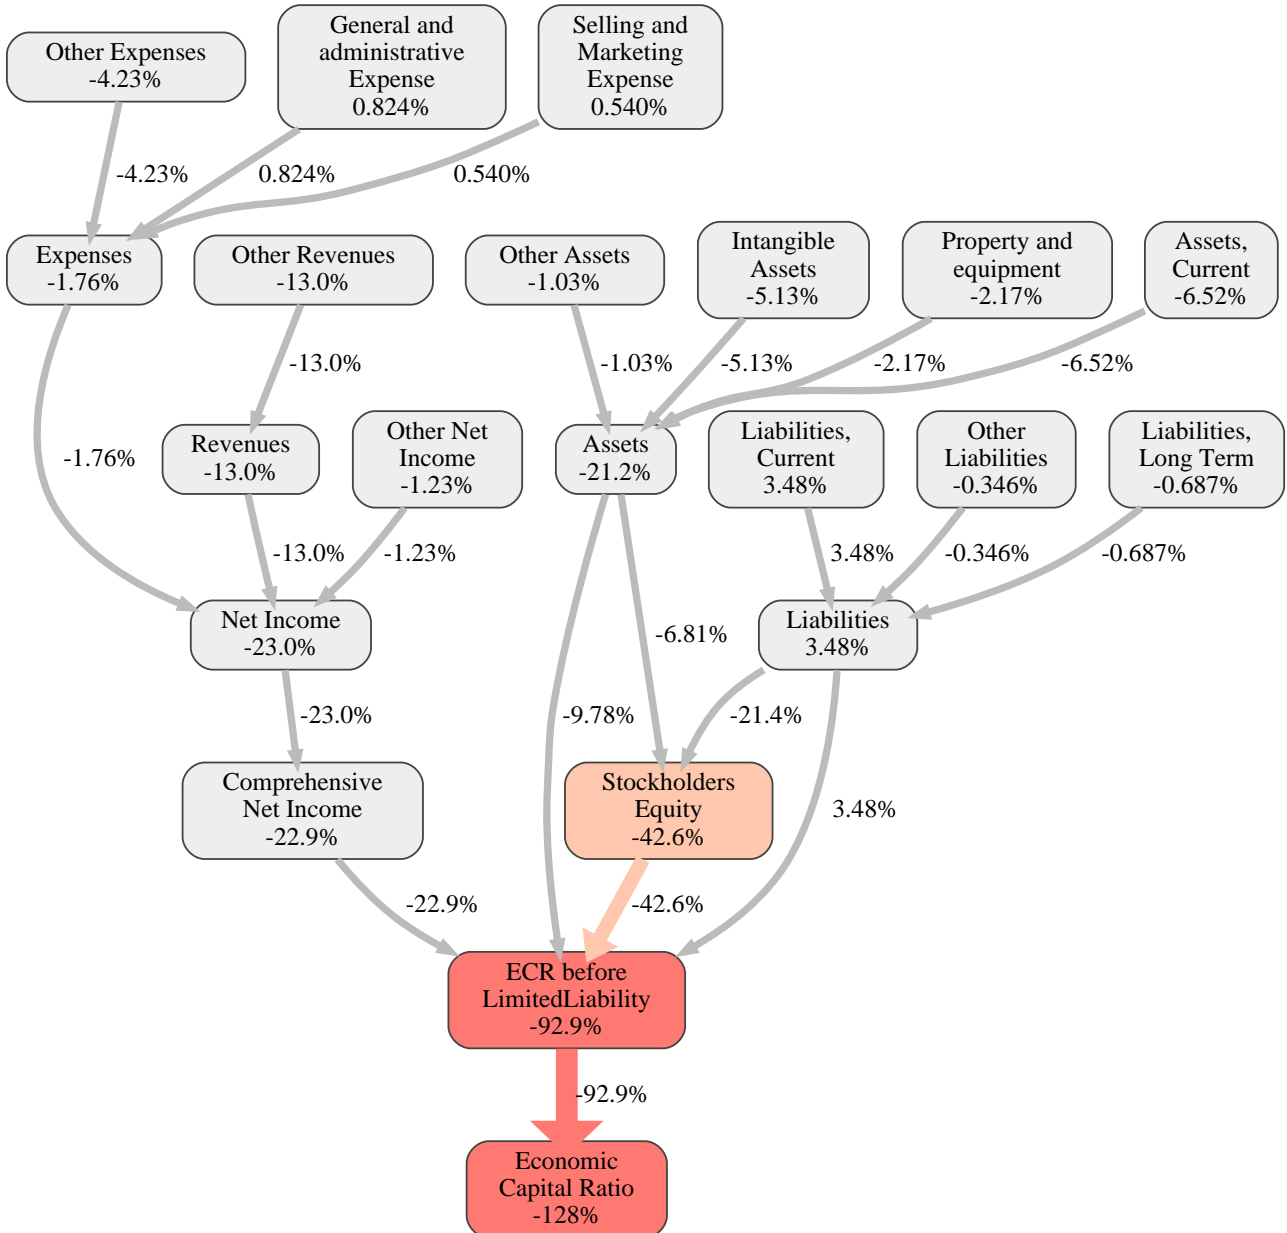 Other Expenses
-4.23%
General and
administrative
Expense
0.824%
Selling and
Marketing
Expense
0.540%
-4.23%
0.824%
0.540%
Expenses
-1.76%
Other Revenues
-13.0%
Other Assets
-1.03%
Intangible
Assets
-5.13%
Property and
equipment
-2.17%
Assets,
Current
-6.52%
-13.0%
-1.03%
-5.13%
-2.17%
-6.52%
-1.76%
Revenues
-13.0%
Other Net
Income
-1.23%
Assets
-21.2%
Liabilities,
Current
3.48%
Other
Liabilities
-0.346%
Liabilities,
Long Term
-0.687%
-13.0%
-1.23%
3.48%
-0.346%
-0.687%
Net Income
-23.0%
-6.81%
Liabilities
3.48%
-23.0%
-9.78%
-21.4%
Comprehensive
Net Income
-22.9%
Stockholders
Equity
-42.6%
3.48%
-22.9%
-42.6%
ECR before
LimitedLiability
-92.9%
-92.9%
Economic
Capital Ratio
-128%